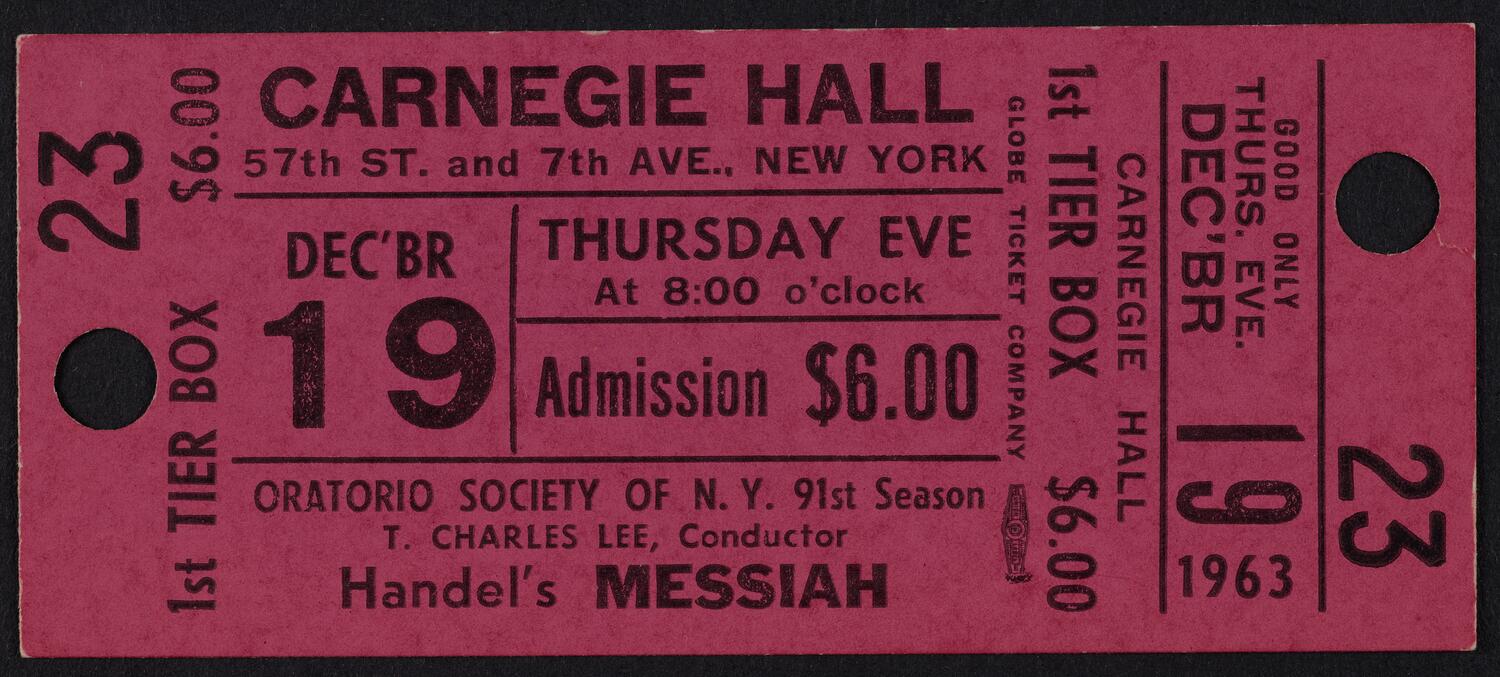 23
1st TIER BOX $6.00
CARNEGIE HALL
57th ST. and 7th AVE., NEW YORK
DEC'BR
19
THURSDAY EVE
At 8:00 o'clock
Admission $6.00
ORATORIO SOCIETY OF N. Y. 91st Season
T. CHARLES LEE, Conductor
Handel's MESSIAH
GLOBE TICKET COMPANY
1st TIER BOX $6.00
CARNEGIE HALL
GOOD ONLY
THURS. EVE.
DEC'BR
19
1963
23